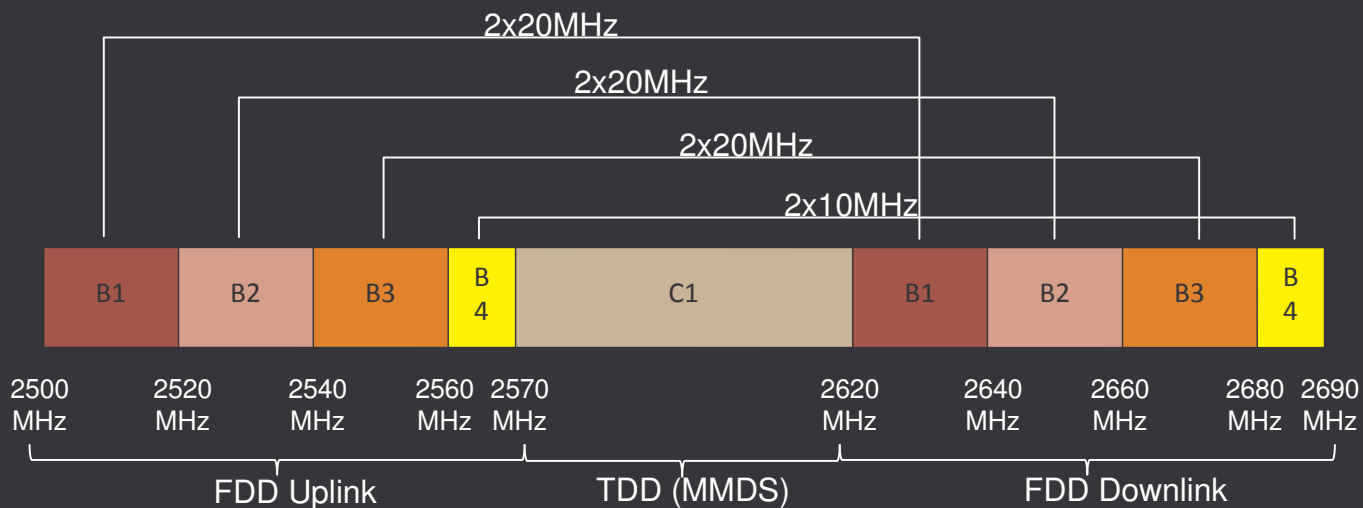 2x20MHz
2x20MHz
2x20MHz
2x10MHz
B1
B2
B3
B
4
C1
B1
B2
B3
B
4
2500
MHz
2520
MHz
2540
MHz
2560
MHz
2570
MHz
2620
MHz
2640
MHz
2660
MHz
2680
MHz
2690
MHz
FDD Uplink
TDD (MMDS)
FDD Downlink